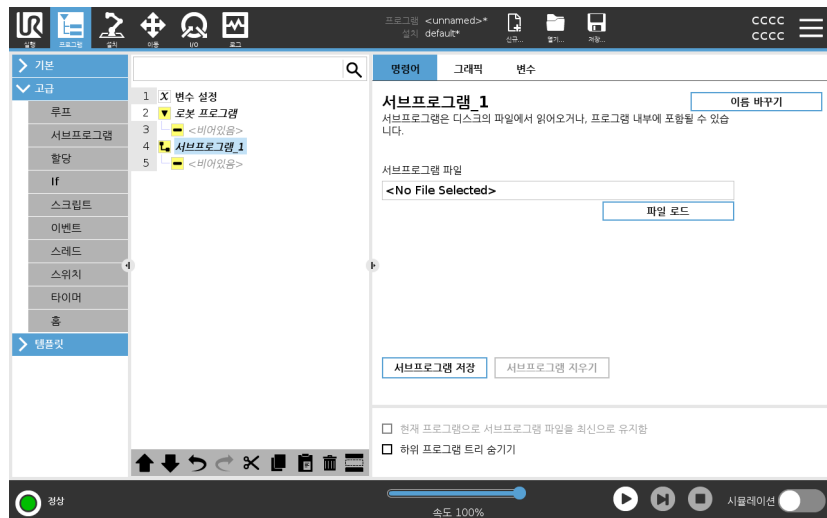 UR
실행
프로그램
설치
이동
I/O
로그
프로그램 <unnamed>*
설치 default*
신규...
열기...
저장...
cccc
cccc
기본
고급
루프
서브프로그램
할당
If
스크립트
이벤트
스레드
스위치
타이머
홈
템플릿
1 X 변수 설정
2 로봇 프로그램
3 <비어있음>
4 서브프로그램_1
5 <비어있음>
명령어 그래픽 변수
서브프로그램_1
이름 바꾸기
서브프로그램은 디스크의 파일에서 읽어오거나, 프로그램 내부에 포함될 수 있습
니다.
서브프로그램 파일
<No File Selected>
파일 로드
서브프로그램 저장
서브프로그램 지우기
현재 프로그램으로 서브프로그램 파일을 최신으로 유지함
하위 프로그램 트리 숨기기
정상
속도 100%
시뮬레이션